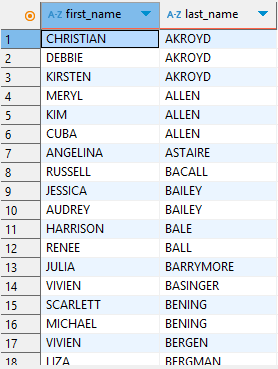 A-Z first_name A-Z last_name
1 CHRISTIAN AKROYD
2 DEBBIE AKROYD
3 KIRSTEN AKROYD
4 MERYL ALLEN
5 KIM ALLEN
6 CUBA ALLEN
7 ANGELINA ASTAIRE
8 RUSSELL BACALL
9 JESSICA BAILEY
10 AUDREY BAILEY
11 HARRISON BALE
12 RENEE BALL
13 JULIA BARRYMORE
14 VIVIEN BASINGER
15 SCARLETT BENING
16 MICHAEL BENING
17 VIVIEN BERGEN
18 LIZA BERGMAN